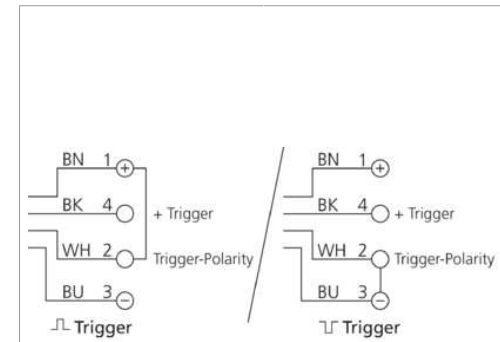 BN 1
BK 4 + Trigger
WH 2 Trigger-Polarity
BU 3
Trigger
BN 1
BK 4 + Trigger
WH 2 Trigger-Polarity
BU 3
Trigger